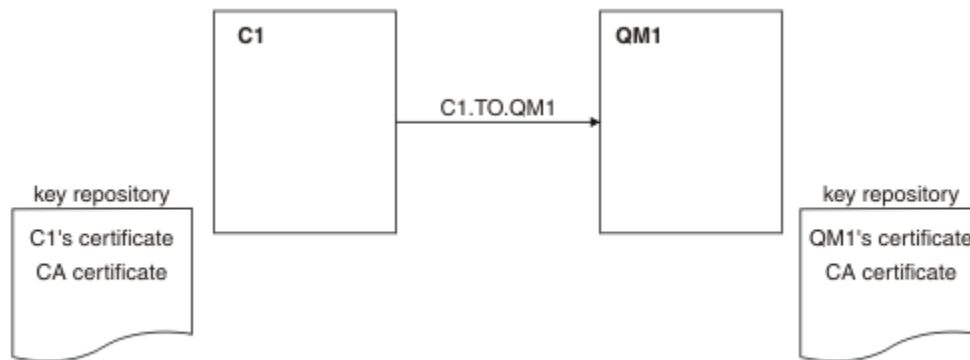 C1
QM1
C1.TO.QM1
key repository
C1's certificate
CA certificate
key repository
QM1's certificate
CA certificate